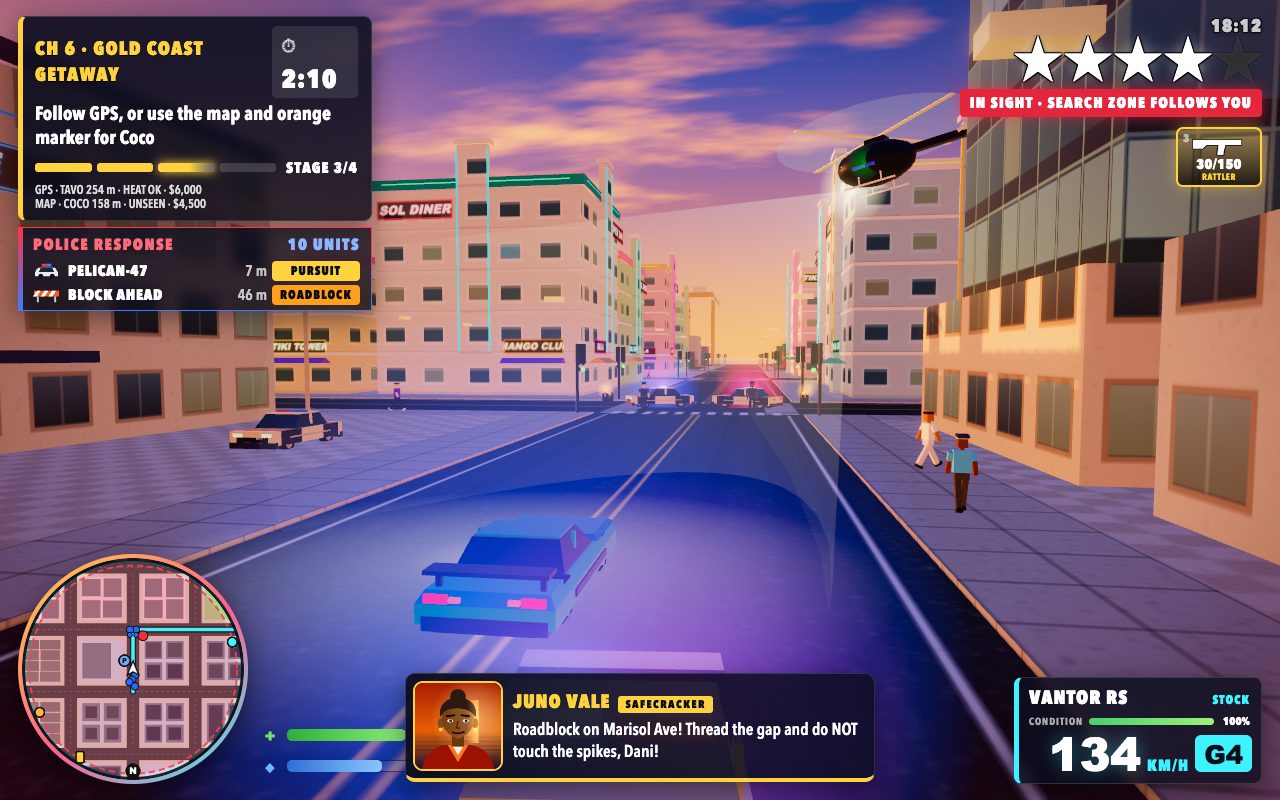 CH 6 · GOLD COAST
GETAWAY
2:10
Follow GPS, or use the map and orange
marker for Coco
STAGE 3/4
GPS · TAVO 254 m · HEAT OK · $6,000
MAP · COCO 158 m · UNSEEN · $4,500
POLICE RESPONSE 10 UNITS
PELICAN-47 7 m PURSUIT
BLOCK AHEAD 46 m ROADBLOCK
18:12
IN SIGHT · SEARCH ZONE FOLLOWS YOU
3
30/150
RATTLER
SOL DINER
TIKI TOWER
MANGO CLUB
P
N
JUNO VALE SAFECRACKER
Roadblock on Marisol Ave! Thread the gap and do NOT
touch the spikes, Dani!
VANTOR RS STOCK
CONDITION 100%
134 KM/H G4